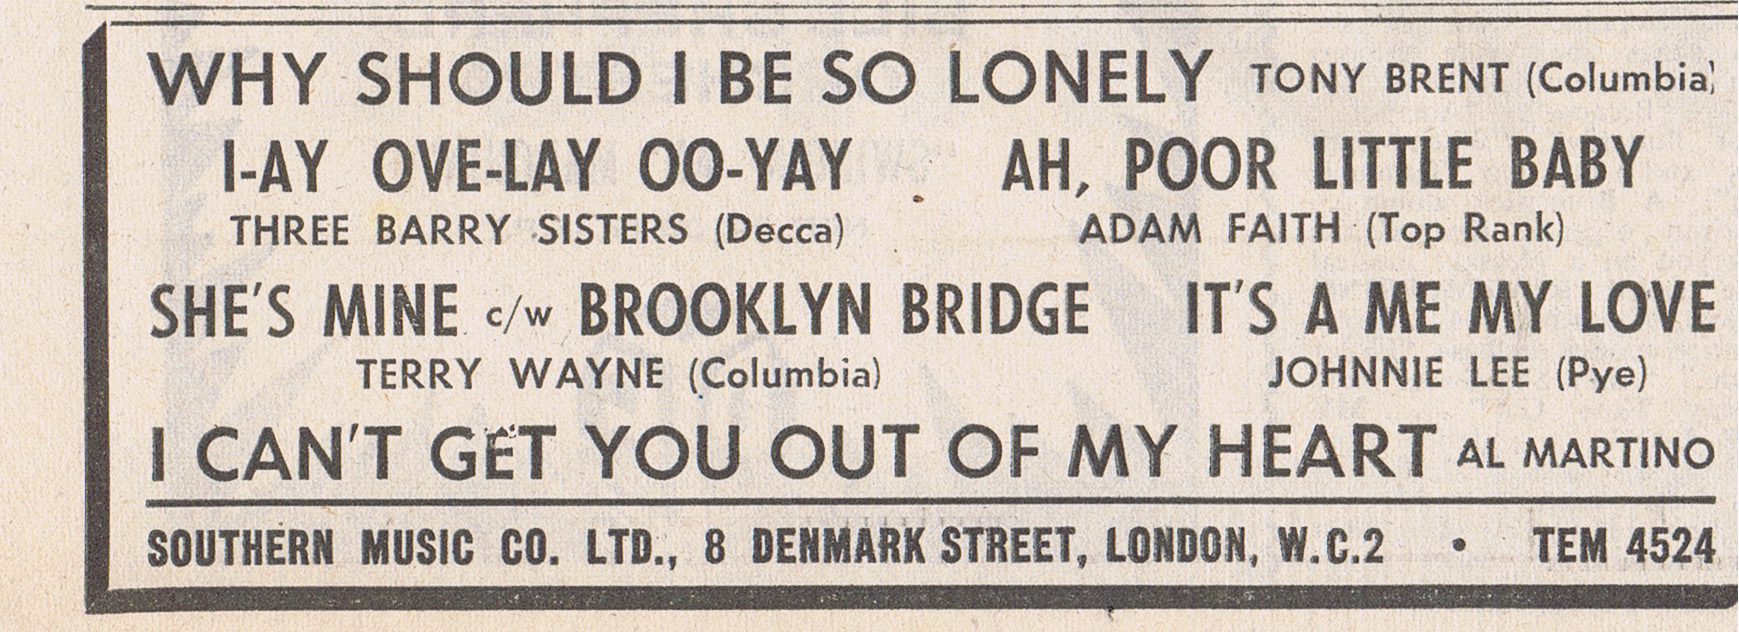 WHY SHOULD I BE SO LONELY TONY BRENT (Columbia)
I-AY OVE-LAY OO-YAY AH, POOR LITTLE BABY
THREE BARRY SISTERS (Decca) ADAM FAITH (Top Rank)
SHE'S MINE c/w BROOKLYN BRIDGE IT'S A ME MY LOVE
TERRY WAYNE (Columbia) JOHNNIE LEE (Pye)
I CAN'T GET YOU OUT OF MY HEART AL MARTINO
SOUTHERN MUSIC CO. LTD., 8 DENMARK STREET, LONDON, W.C.2 • TEM 4524